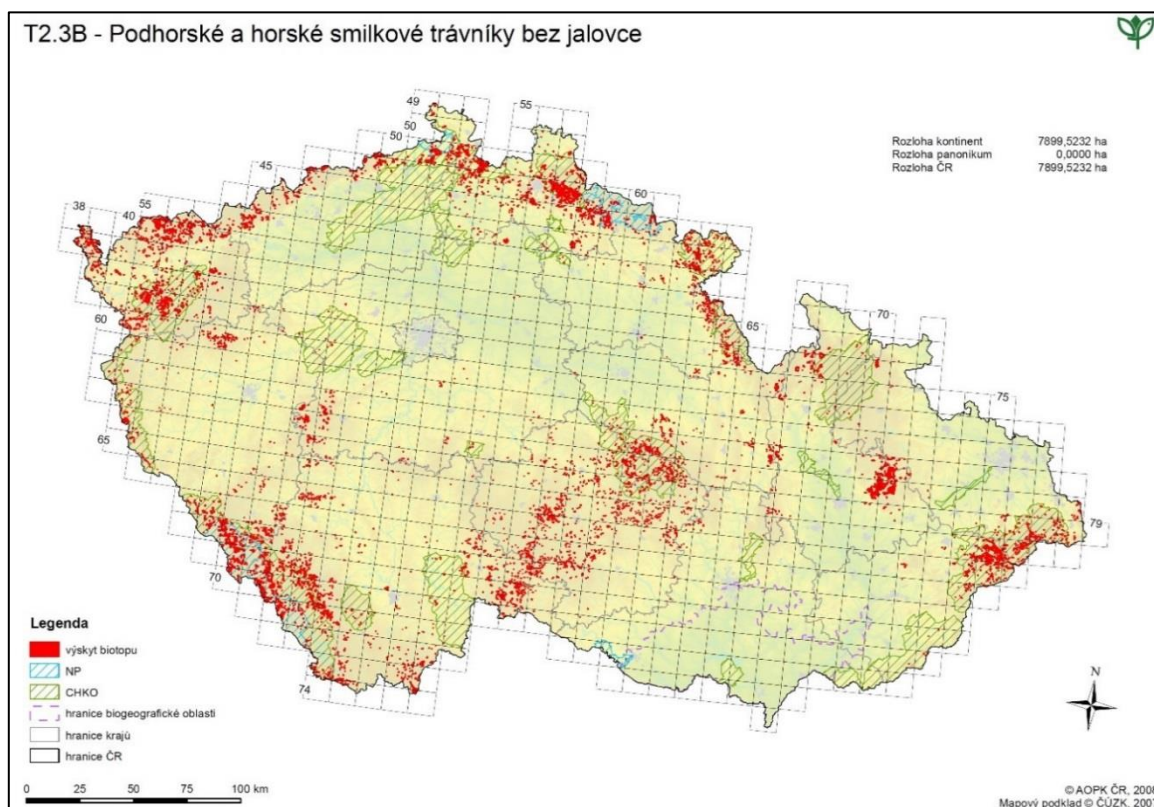 T2.3B - Podhorské a horské smilkové trávníky bez jalovce
Rozloha kontinent 7899,5232 ha
Rozloha panonikum 0,0000 ha
Rozloha ČR 7899,5232 ha
49
50
50
55
45
60
38
40
55
60
65
70
75
65
79
70
74
Legenda
výskyt biotopu
NP
CHKO
hranice biogeografické oblasti
hranice krajů
hranice ČR
N
0 25 50 75 100 km
© AOPK ČR, 2008
Mapový podklad © ČÚZK, 2007